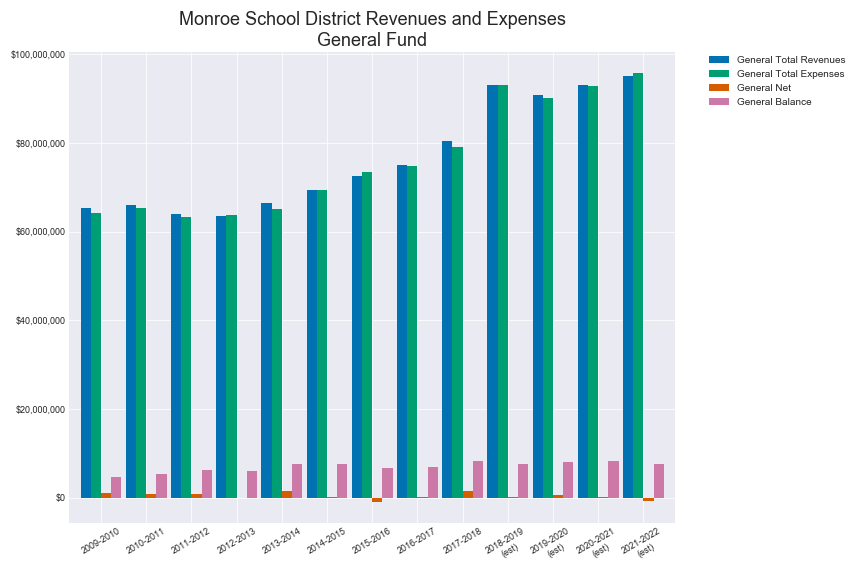 Monroe School District Revenues and Expenses
General Fund
$100,000,000
$80,000,000
$60,000,000
$40,000,000
$20,000,000
$0
General Total Revenues
General Total Expenses
General Net
General Balance
2009-2010
2010-2011
2011-2012
2012-2013
2013-2014
2014-2015
2015-2016
2016-2017
2017-2018
2018-2019
(est)
2019-2020
(est)
2020-2021
(est)
2021-2022
(est)